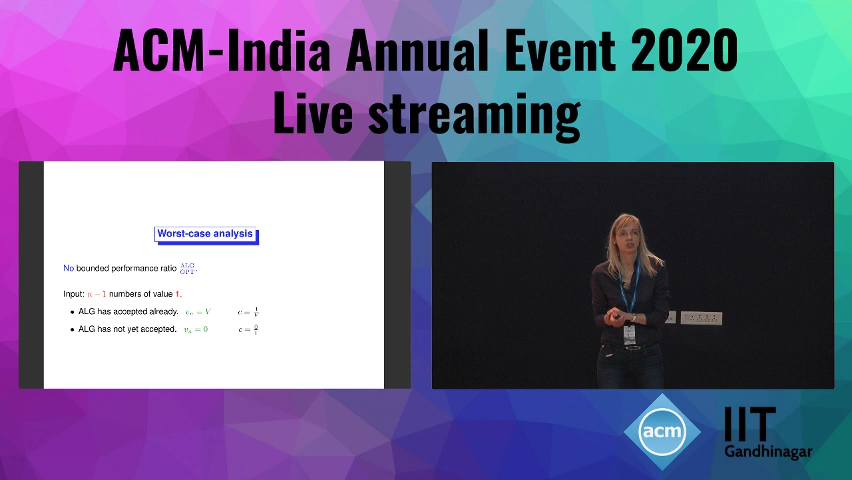 ACM-India Annual Event 2020
Live streaming
Worst-case analysis
No bounded performance ratio ALG/OPT.
Input: n − 1 numbers of value 1.
• ALG has accepted already. vₙ = V c = 1/V
• ALG has not yet accepted. vₙ = 0 c = 0/1
acm
IIT
Gandhinagar